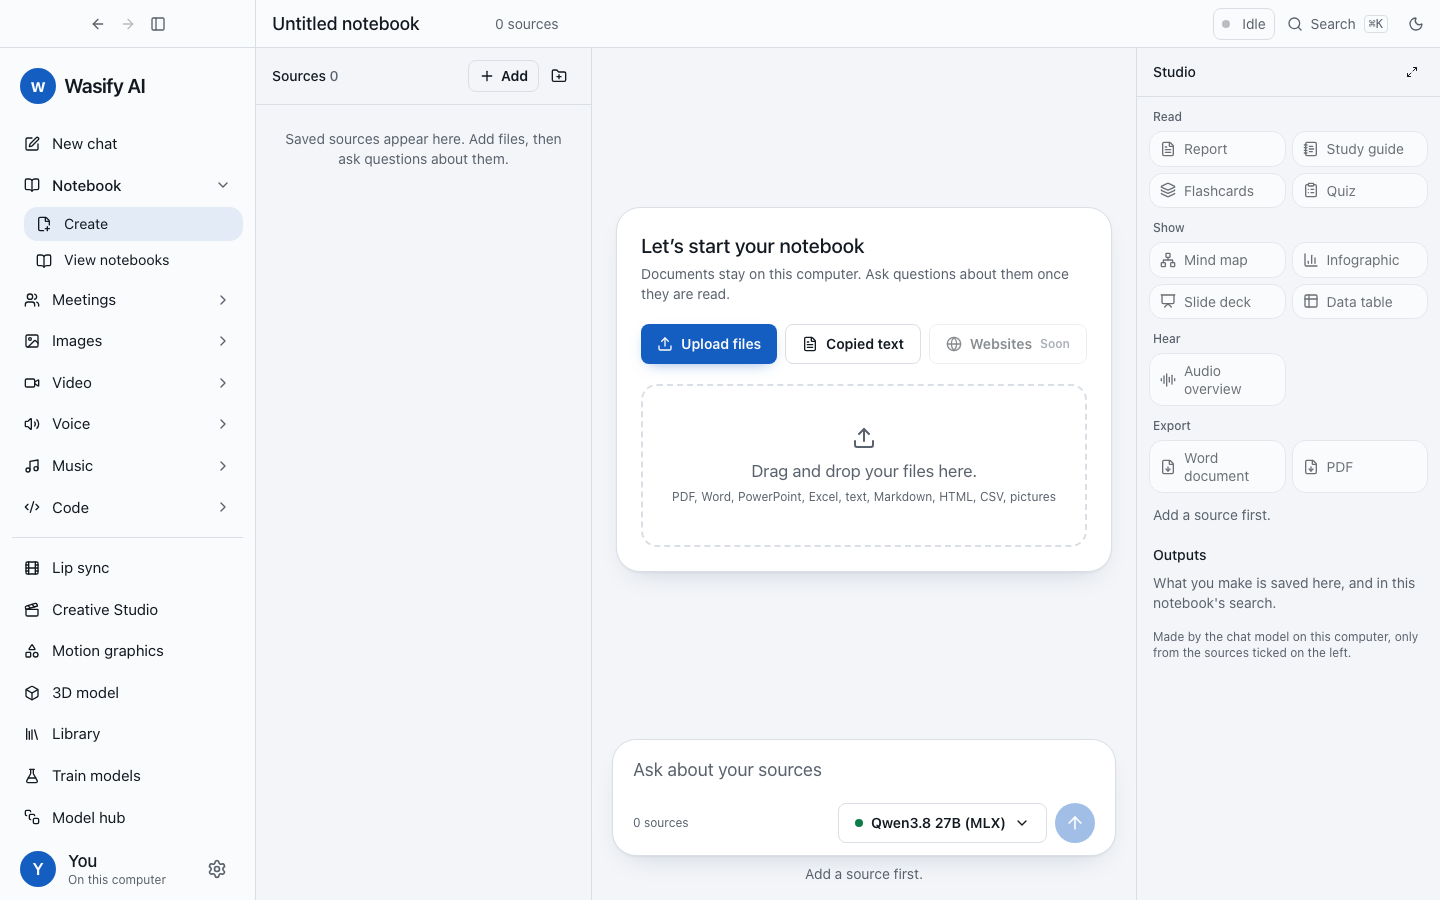 Untitled notebook
0 sources
Idle
Search
⌘K
W
Wasify AI
New chat
Notebook
Create
View notebooks
Meetings
Images
Video
Voice
Music
Code
Lip sync
Creative Studio
Motion graphics
3D model
Library
Train models
Model hub
Y
You
On this computer
Sources 0
Add
Saved sources appear here. Add files, then
ask questions about them.
Let’s start your notebook
Documents stay on this computer. Ask questions about them once
they are read.
Upload files
Copied text
Websites Soon
Drag and drop your files here.
PDF, Word, PowerPoint, Excel, text, Markdown, HTML, CSV, pictures
Ask about your sources
0 sources
Qwen3.8 27B (MLX)
Add a source first.
Studio
Read
Report
Study guide
Flashcards
Quiz
Show
Mind map
Infographic
Slide deck
Data table
Hear
Audio
overview
Export
Word
document
PDF
Add a source first.
Outputs
What you make is saved here, and in this
notebook's search.
Made by the chat model on this computer, only
from the sources ticked on the left.